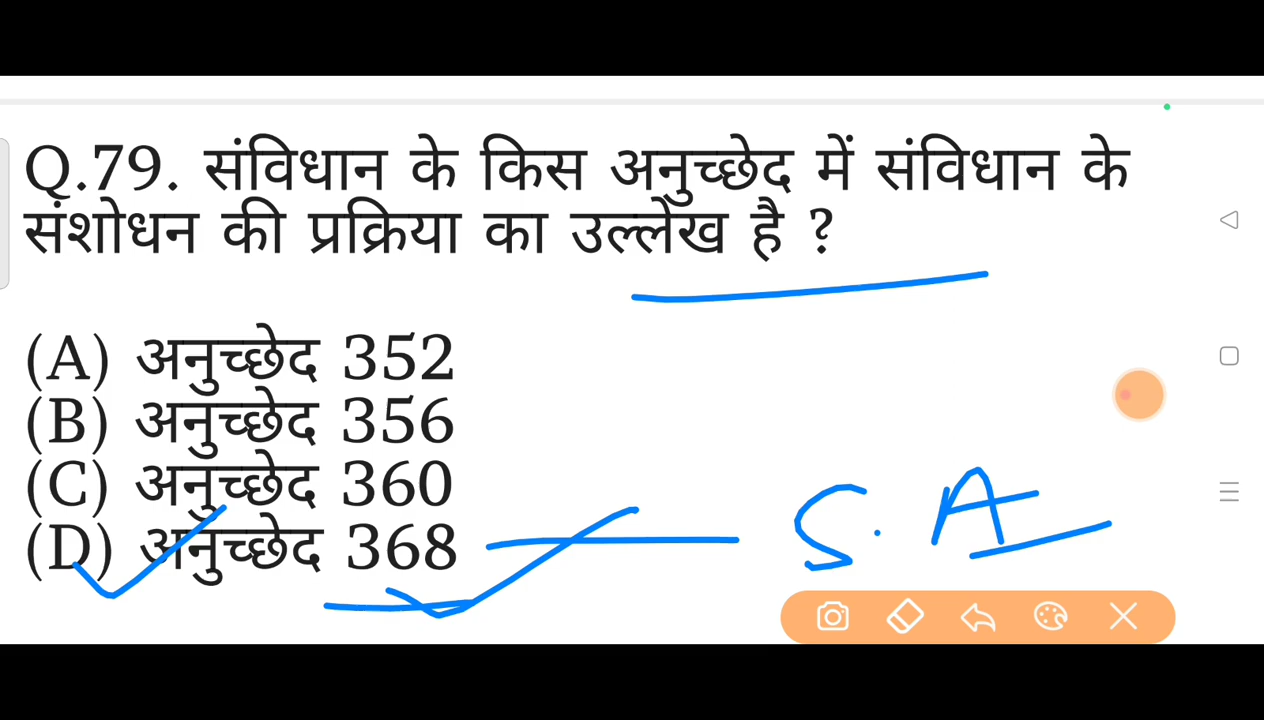 Q.79. संविधान के किस अनुच्छेद में संविधान के
संशोधन की प्रक्रिया का उल्लेख है ?
(A) अनुच्छेद 352
(B) अनुच्छेद 356
(C) अनुच्छेद 360
(D) अनुच्छेद 368
S.A